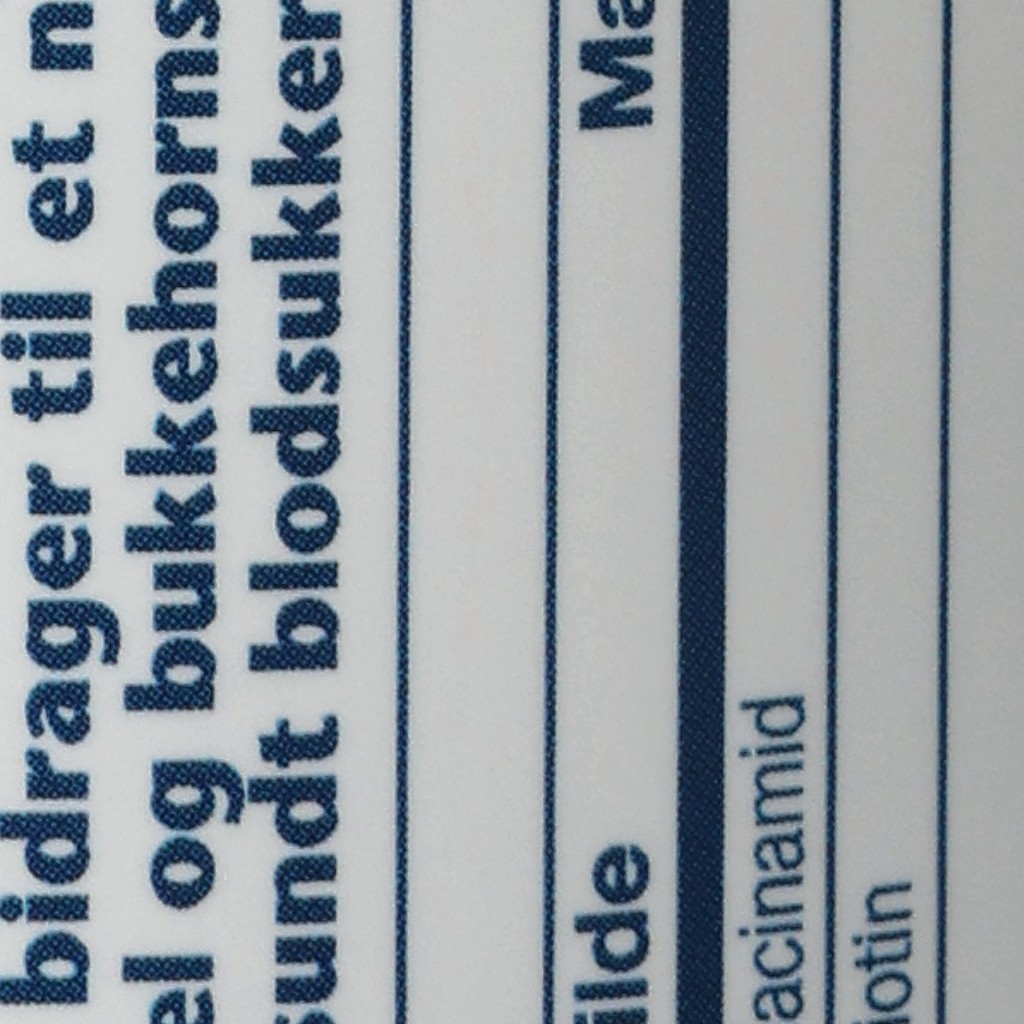 bidrager til et n
el og bukkehorns
sundt blodsukker
ilde Ma
acinamid
iotin